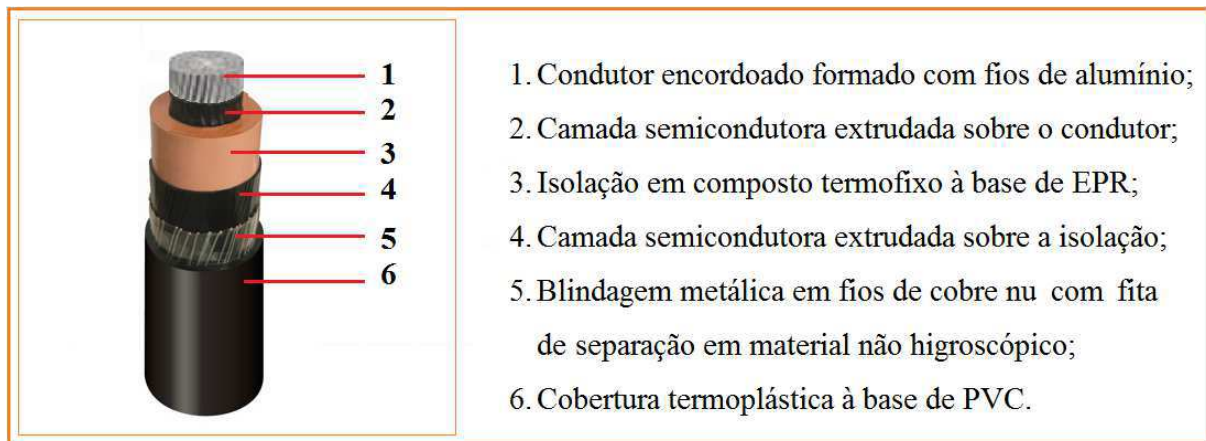 1
2
3
4
5
6
1. Condutor encordoado formado com fios de alumínio;
2. Camada semicondutora extrudada sobre o condutor;
3. Isolação em composto termofixo à base de EPR;
4. Camada semicondutora extrudada sobre a isolação;
5. Blindagem metálica em fios de cobre nu com fita
de separação em material não higroscópico;
6. Cobertura termoplástica à base de PVC.